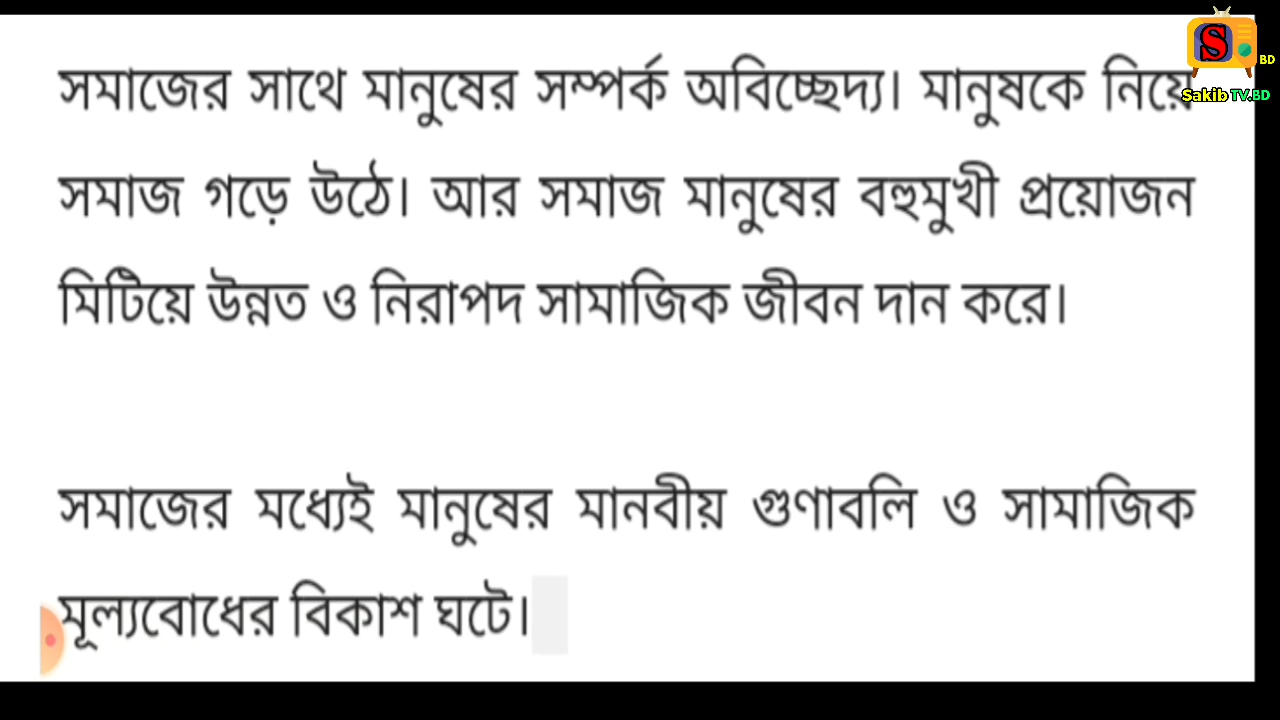 সমাজের সাথে মানুষের সম্পর্ক অবিচ্ছেদ্য। মানুষকে নিয়ে
সমাজ গড়ে উঠে। আর সমাজ মানুষের বহুমুখী প্রয়োজন
মিটিয়ে উন্নত ও নিরাপদ সামাজিক জীবন দান করে।
সমাজের মধ্যেই মানুষের মানবীয় গুণাবলি ও সামাজিক
মূল্যবোধের বিকাশ ঘটে।
S
BD
Sakib TV.BD